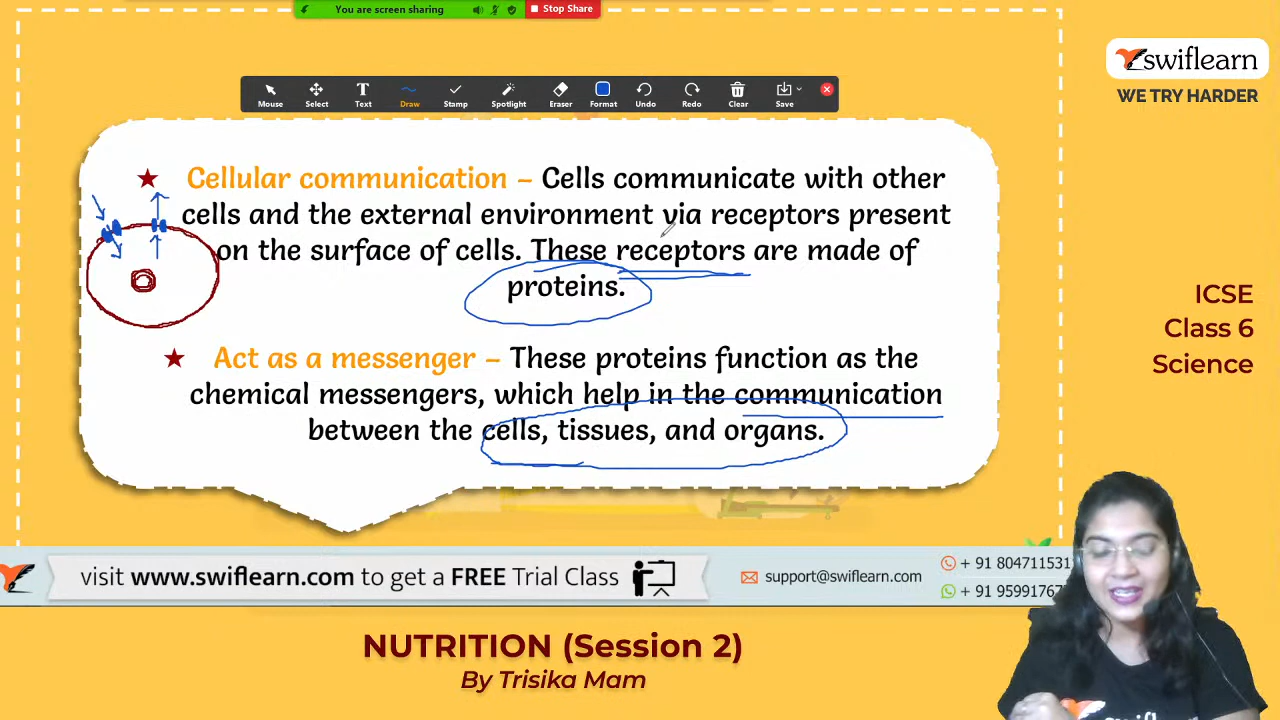 You are screen sharing Stop Share
swiflearn
WE TRY HARDER
Mouse Select Text Draw Stamp Spotlight Eraser Format Undo Redo Clear Save
★ Cellular communication – Cells communicate with other
cells and the external environment via receptors present
on the surface of cells. These receptors are made of
proteins.
★ Act as a messenger – These proteins function as the
chemical messengers, which help in the communication
between the cells, tissues, and organs.
ICSE
Class 6
Science
visit www.swiflearn.com to get a FREE Trial Class
support@swiflearn.com
+ 91 804711531
+ 91 9599176
NUTRITION (Session 2)
By Trisika Mam